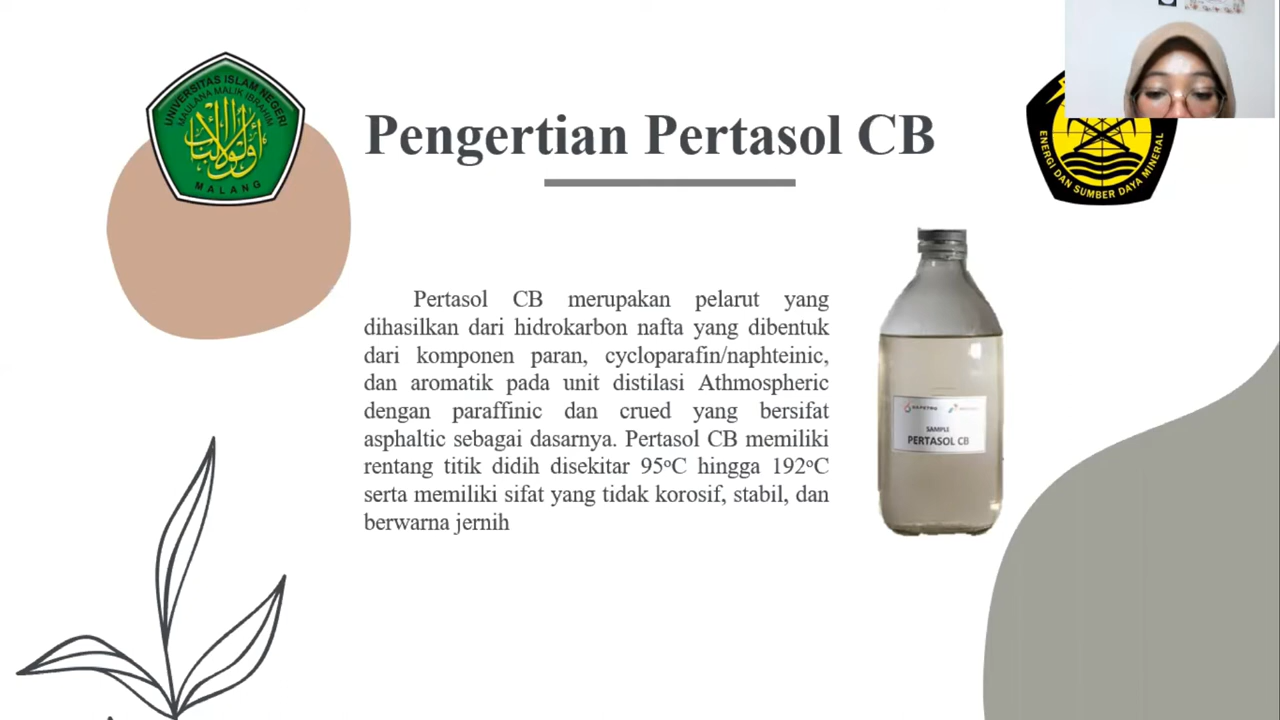 UNIVERSITAS ISLAM NEGERI
MAULANA MALIK IBRAHIM
MALANG
Pengertian Pertasol CB
ENERGI DAN SUMBER DAYA MINERAL
Pertasol CB merupakan pelarut yang
dihasilkan dari hidrokarbon nafta yang dibentuk
dari komponen paran, cycloparafin/naphteinic,
dan aromatik pada unit distilasi Athmospheric
dengan paraffinic dan crued yang bersifat
asphaltic sebagai dasarnya. Pertasol CB memiliki
rentang titik didih disekitar 95°C hingga 192°C
serta memiliki sifat yang tidak korosif, stabil, dan
berwarna jernih
SAMPLE
PERTASOL CB